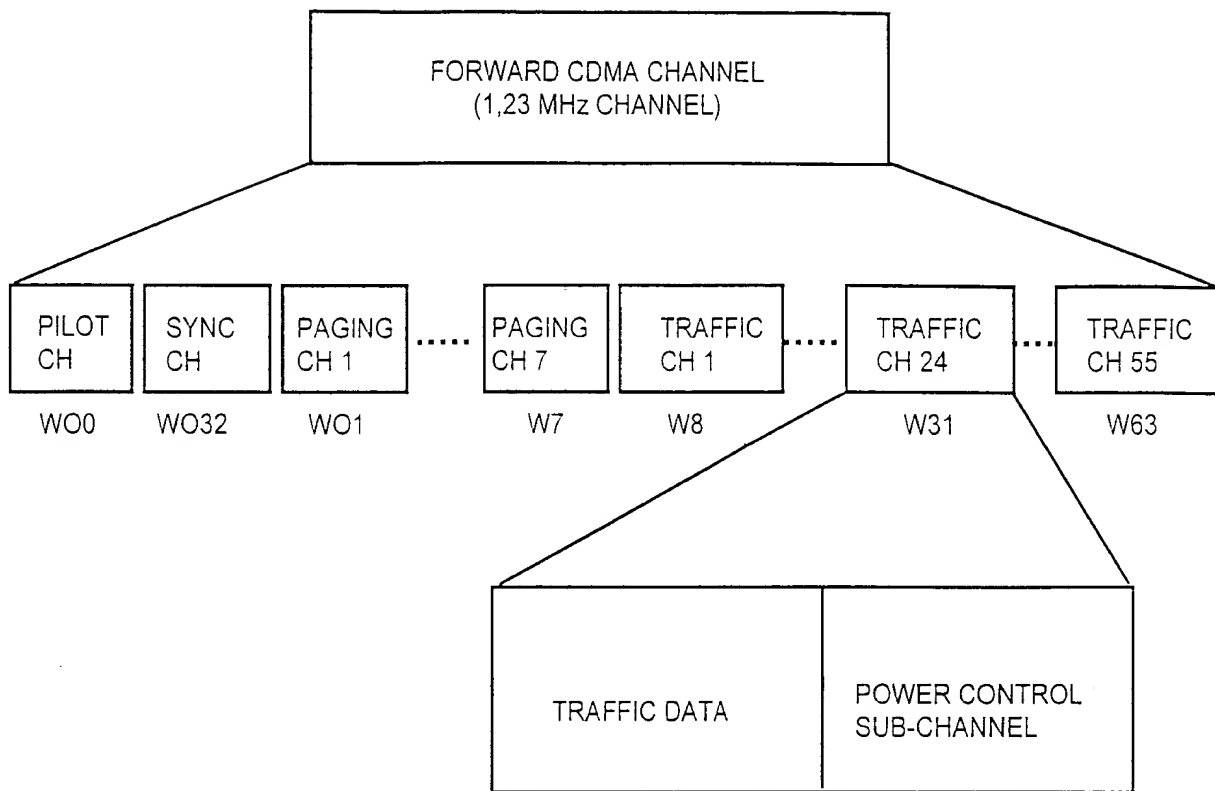 FORWARD CDMA CHANNEL
(1,23 MHz CHANNEL)
PILOT
CH
SYNC
CH
PAGING
CH 1
PAGING
CH 7
TRAFFIC
CH 1
TRAFFIC
CH 24
TRAFFIC
CH 55
WO0
WO32
WO1
W7
W8
W31
W63
TRAFFIC DATA
POWER CONTROL
SUB-CHANNEL